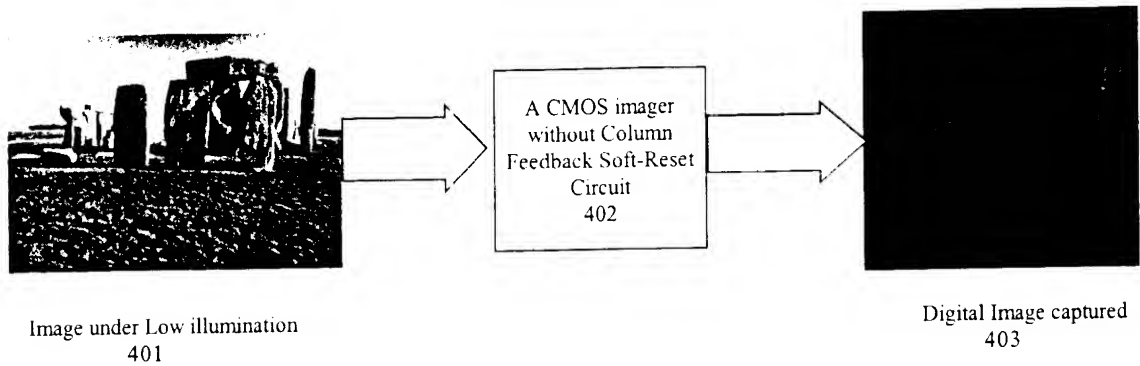 A CMOS imager
without Column
Feedback Soft-Reset
Circuit
402
Image under Low illumination
401
Digital Image captured
403